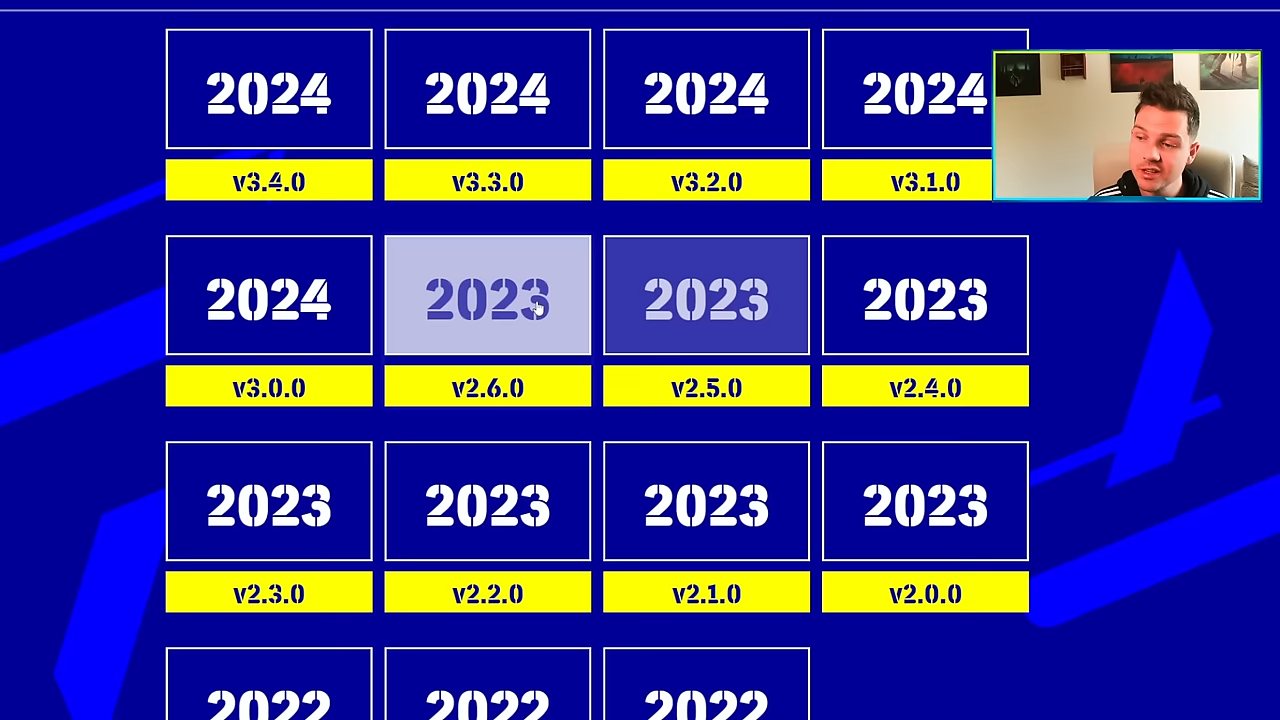 2024 2024 2024 2024
v3.4.0 v3.3.0 v3.2.0 v3.1.0
2024 2023 2023 2023
v3.0.0 v2.6.0 v2.5.0 v2.4.0
2023 2023 2023 2023
v2.3.0 v2.2.0 v2.1.0 v2.0.0
2022 2022 2022